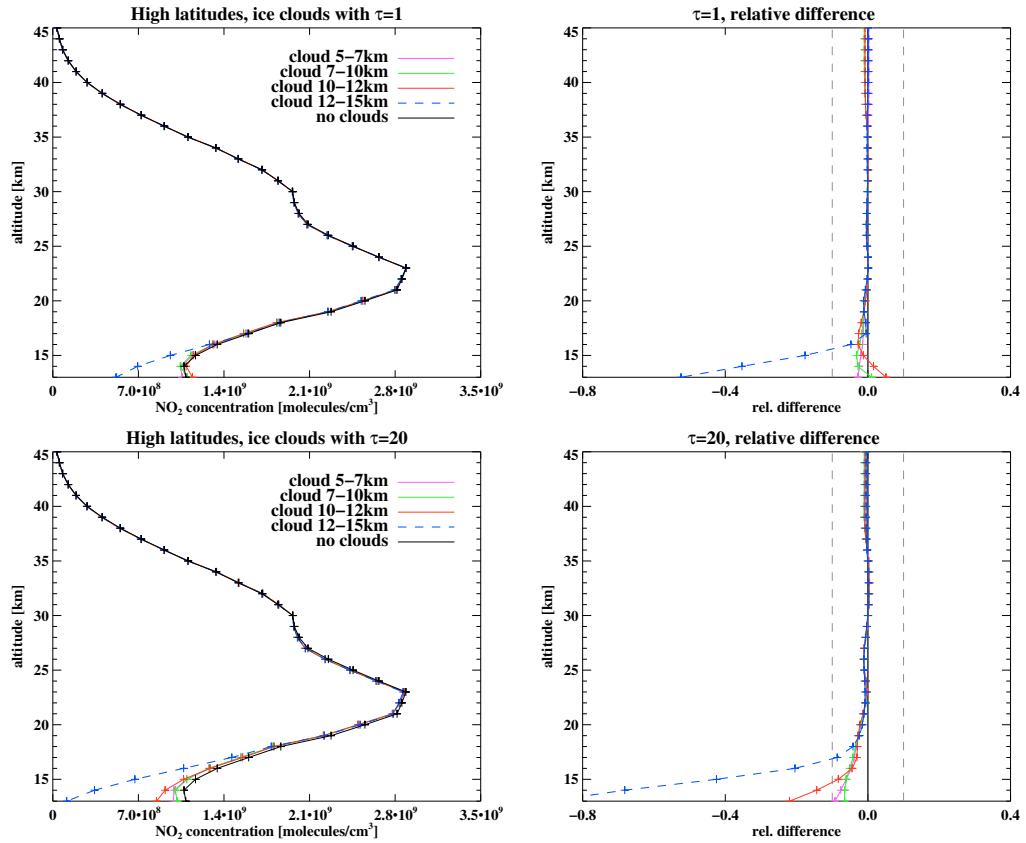 High latitudes, ice clouds with τ=1
45
40
35
30
25
20
15
altitude [km]
cloud 5−7km
cloud 7−10km
cloud 10−12km
cloud 12−15km
no clouds
0 7.0•10⁸ 1.4•10⁹ 2.1•10⁹ 2.8•10⁹ 3.5•10⁹
NO₂ concentration [molecules/cm³]
τ=1, relative difference
45
40
35
30
25
20
15
altitude [km]
−0.8 −0.4 0.0 0.4
rel. difference
High latitudes, ice clouds with τ=20
45
40
35
30
25
20
15
altitude [km]
cloud 5−7km
cloud 7−10km
cloud 10−12km
cloud 12−15km
no clouds
0 7.0•10⁸ 1.4•10⁹ 2.1•10⁹ 2.8•10⁹ 3.5•10⁹
NO₂ concentration [molecules/cm³]
τ=20, relative difference
45
40
35
30
25
20
15
altitude [km]
−0.8 −0.4 0.0 0.4
rel. difference